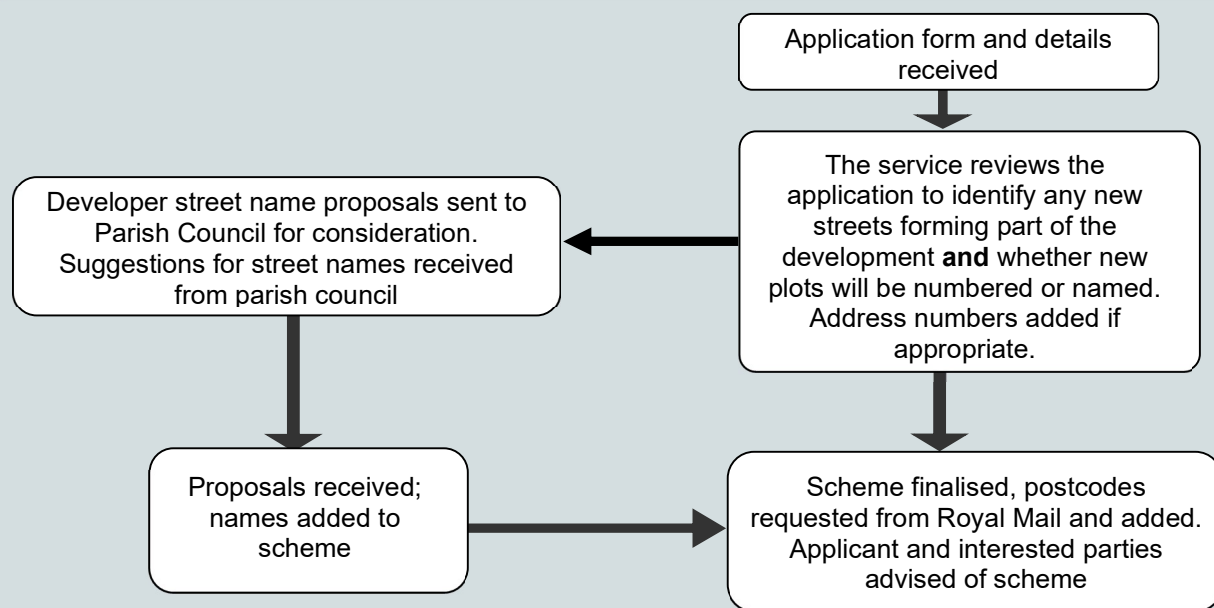 Application form and details
received
The service reviews the
application to identify any new
streets forming part of the
development and whether new
plots will be numbered or named.
Address numbers added if
appropriate.
Developer street name proposals sent to
Parish Council for consideration.
Suggestions for street names received
from parish council
Proposals received;
names added to
scheme
Scheme finalised, postcodes
requested from Royal Mail and added.
Applicant and interested parties
advised of scheme